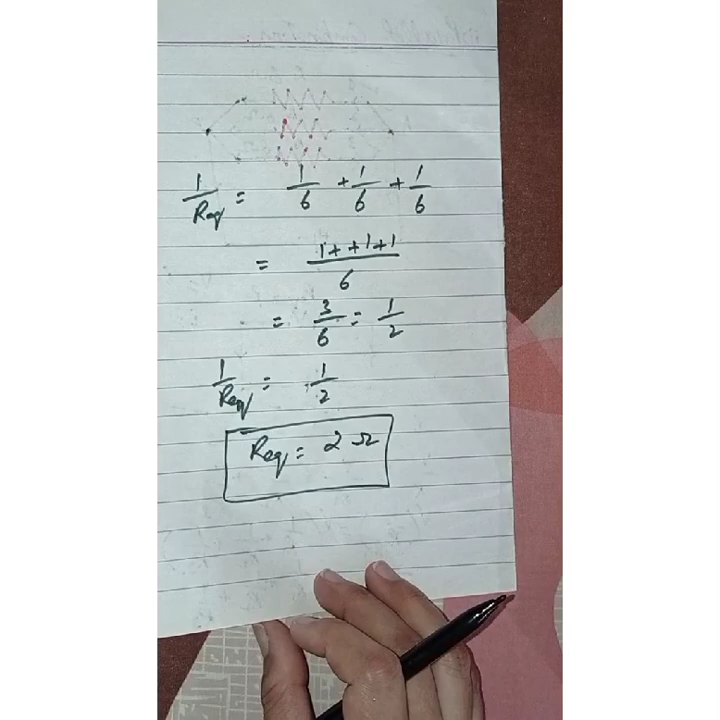 1/Req = 1/6 + 1/6 + 1/6
= 1++1+1/6
= 3/6 = 1/2
1/Req = 1/2
Req = 2 Ω